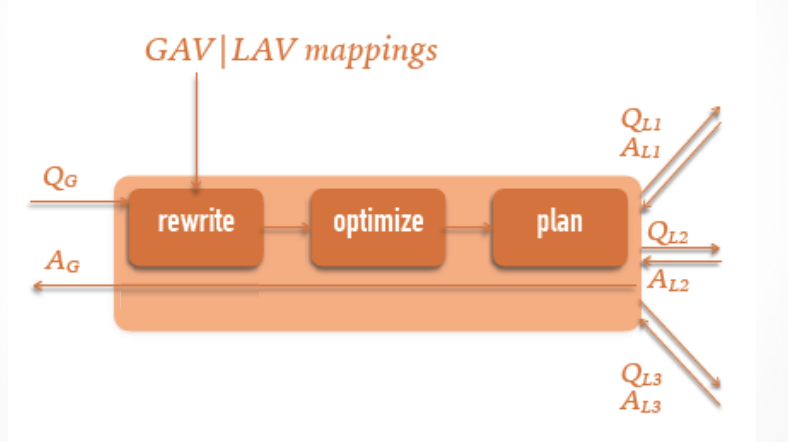 GAV|LAV mappings
QL1
AL1
QG
rewrite
optimize
plan
QL2
AG
AL2
QL3
AL3